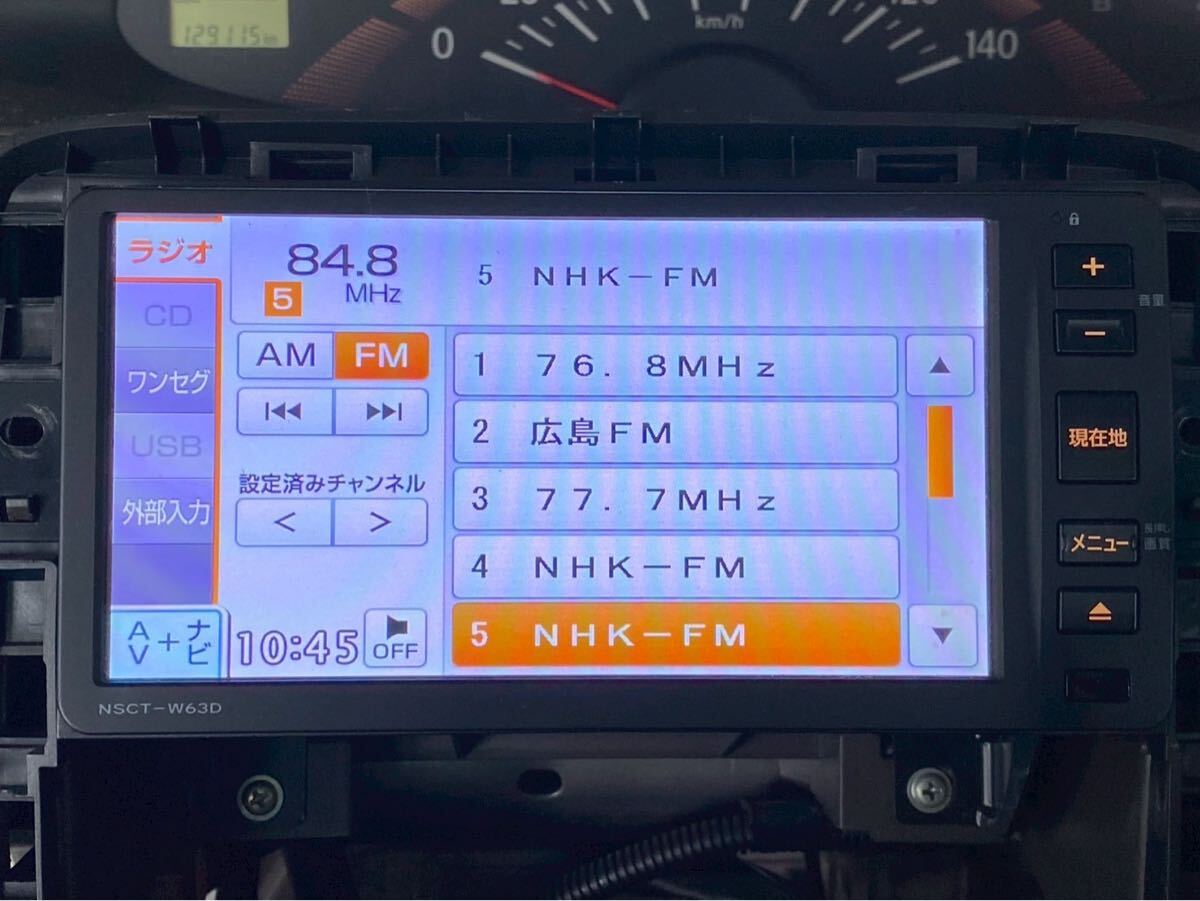 129115km
0
km/h
140
ラジオ
84.8
5 MHz
5 NHK-FM
CD
ワンセグ
USB
外部入力
AV+ナビ
AM FM
設定済みチャンネル
< >
10:45
OFF
1 76.8MHz
2 広島FM
3 77.7MHz
4 NHK-FM
5 NHK-FM
+
音量
-
現在地
メニュー
画質
NSCT-W63D